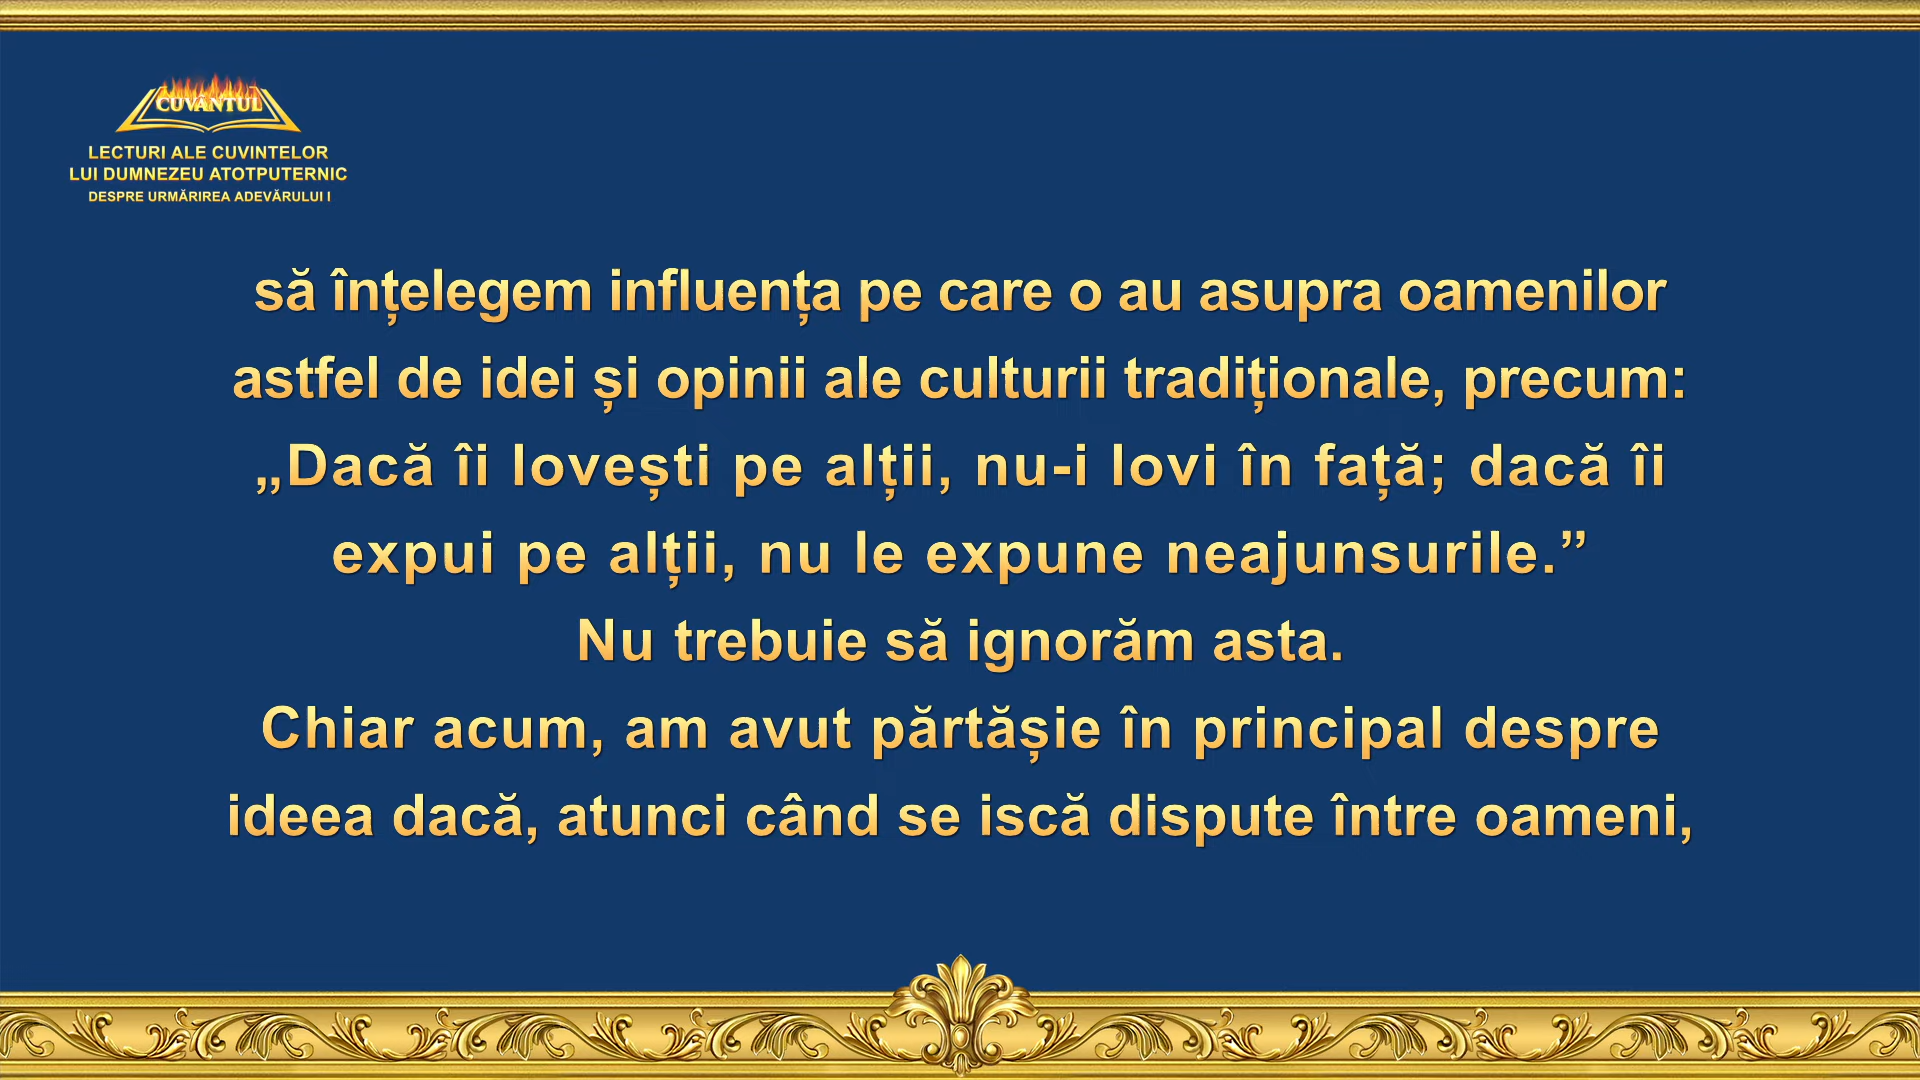 CUVÂNTUL
LECTURI ALE CUVINTELOR
LUI DUMNEZEU ATOTPUTERNIC
DESPRE URMĂRIREA ADEVĂRULUI I
să înțelegem influența pe care o au asupra oamenilor
astfel de idei și opinii ale culturii tradiționale, precum:
„Dacă îi lovești pe alții, nu-i lovi în față; dacă îi
expui pe alții, nu le expune neajunsurile.”
Nu trebuie să ignorăm asta.
Chiar acum, am avut părtășie în principal despre
ideea dacă, atunci când se iscă dispute între oameni,